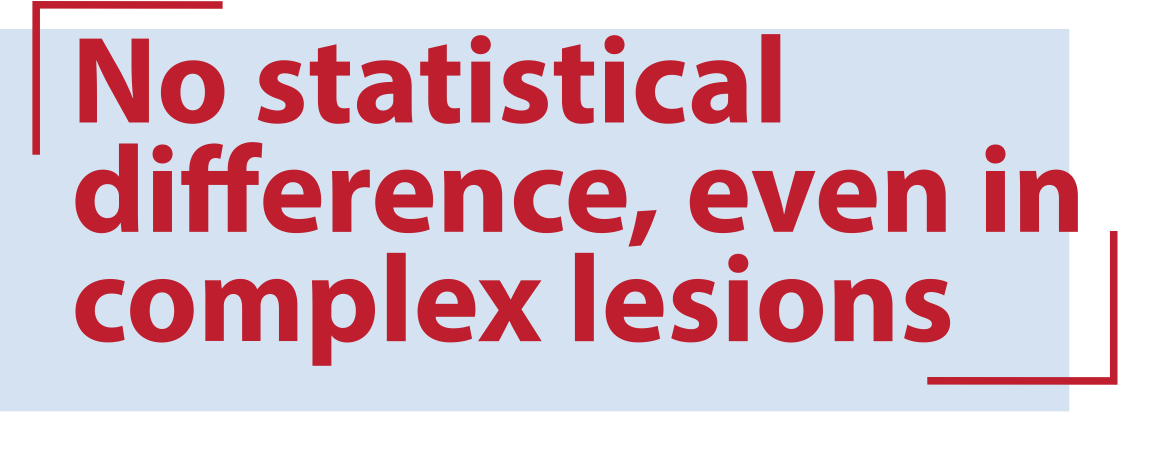 No statistical
difference, even in
complex lesions